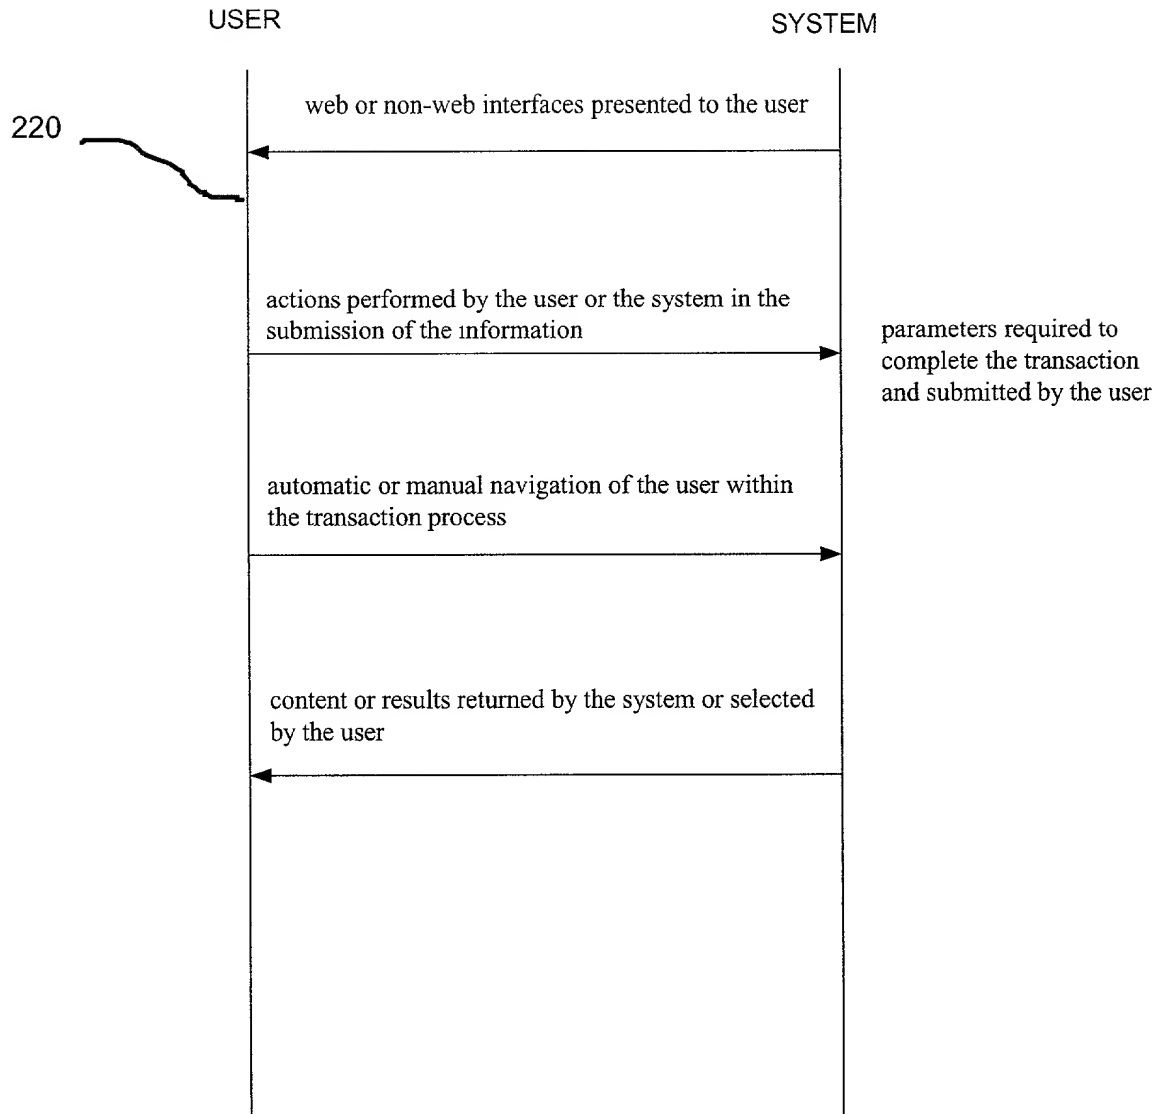 USER
SYSTEM
web or non-web interfaces presented to the user
220
actions performed by the user or the system in the
submission of the information
parameters required to
complete the transaction
and submitted by the user
automatic or manual navigation of the user within
the transaction process
content or results returned by the system or selected
by the user